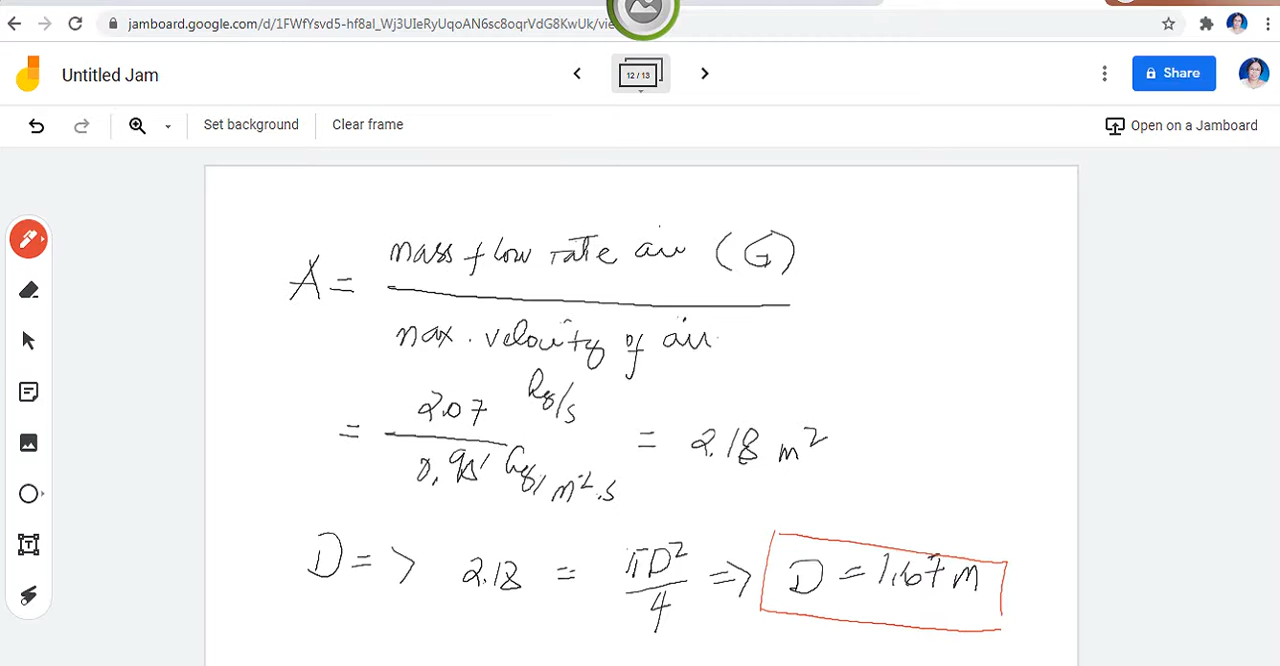 jamboard.google.com/d/1FWfYsvd5-hf8al_Wj3UIeRyUqoAN6sc8oqrVdG8KwUk/vie
Untitled Jam
12 / 13
Share
Set background
Clear frame
Open on a Jamboard
A = mass flow rate air (G)
max. velocity of air
= 2.07 kg/s
0.95 kg/m².s
= 2.18 m²
D => 2.18 = πD²/4 => D = 1.67 m